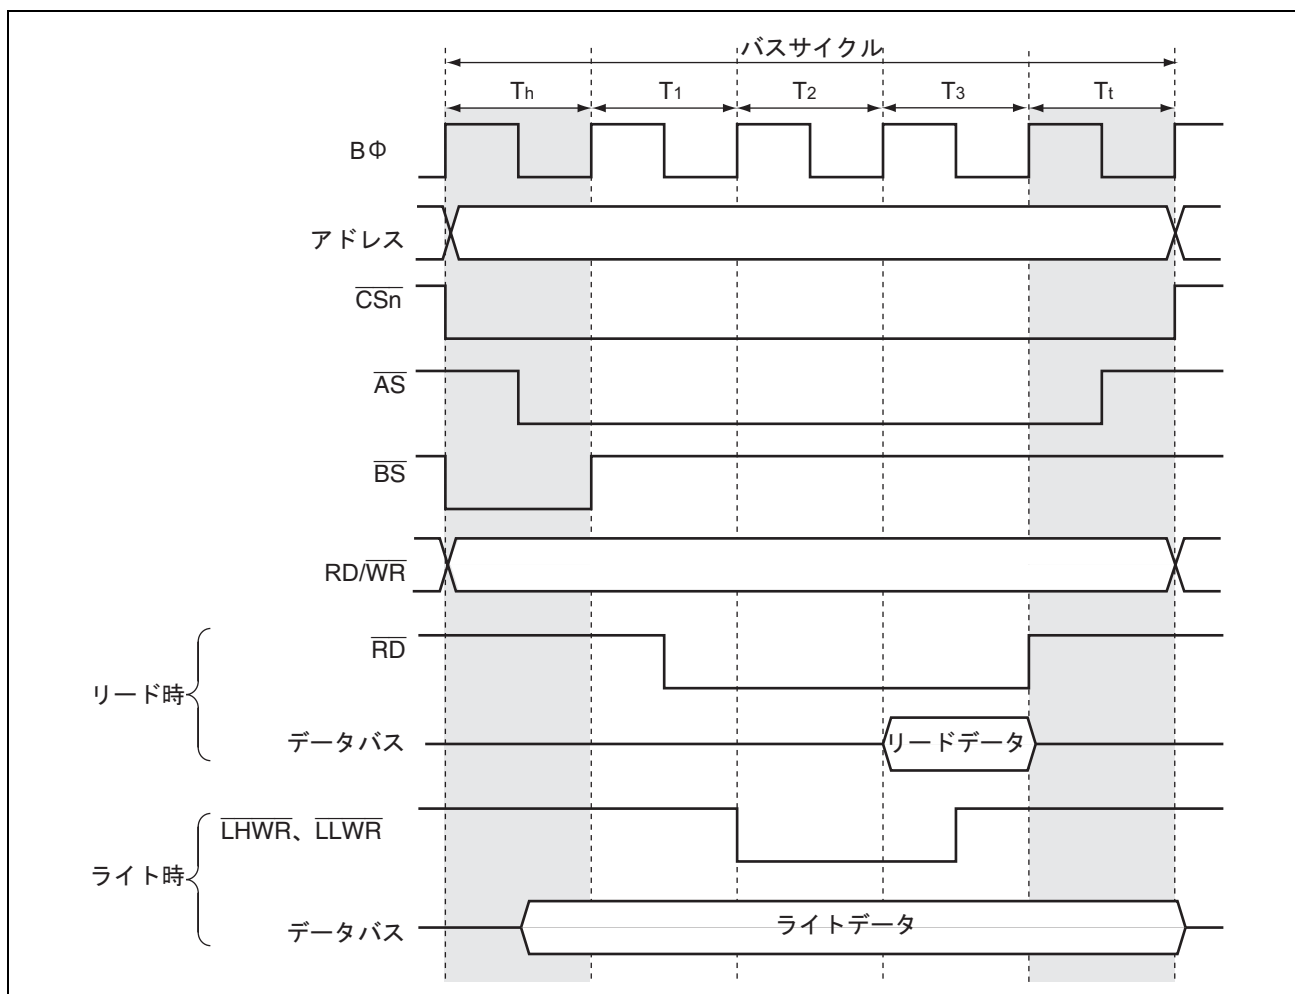 バスサイクル
Th T1 T2 T3 Tt
BΦ
アドレス
CSn
AS
BS
RD/WR
RD
リード時
データバス リードデータ
LHWR、LLWR
ライト時
データバス ライトデータ